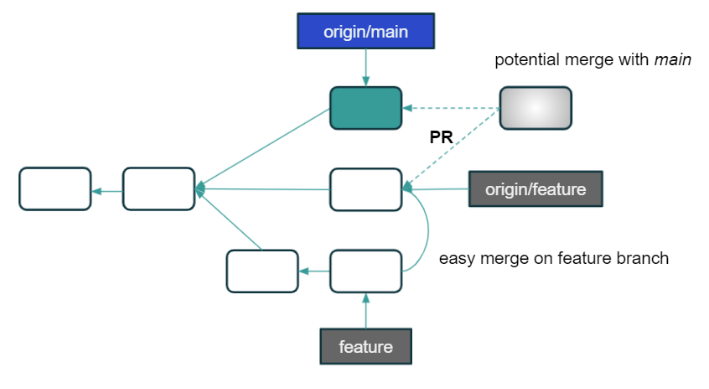 origin/main
potential merge with main
PR
origin/feature
easy merge on feature branch
feature